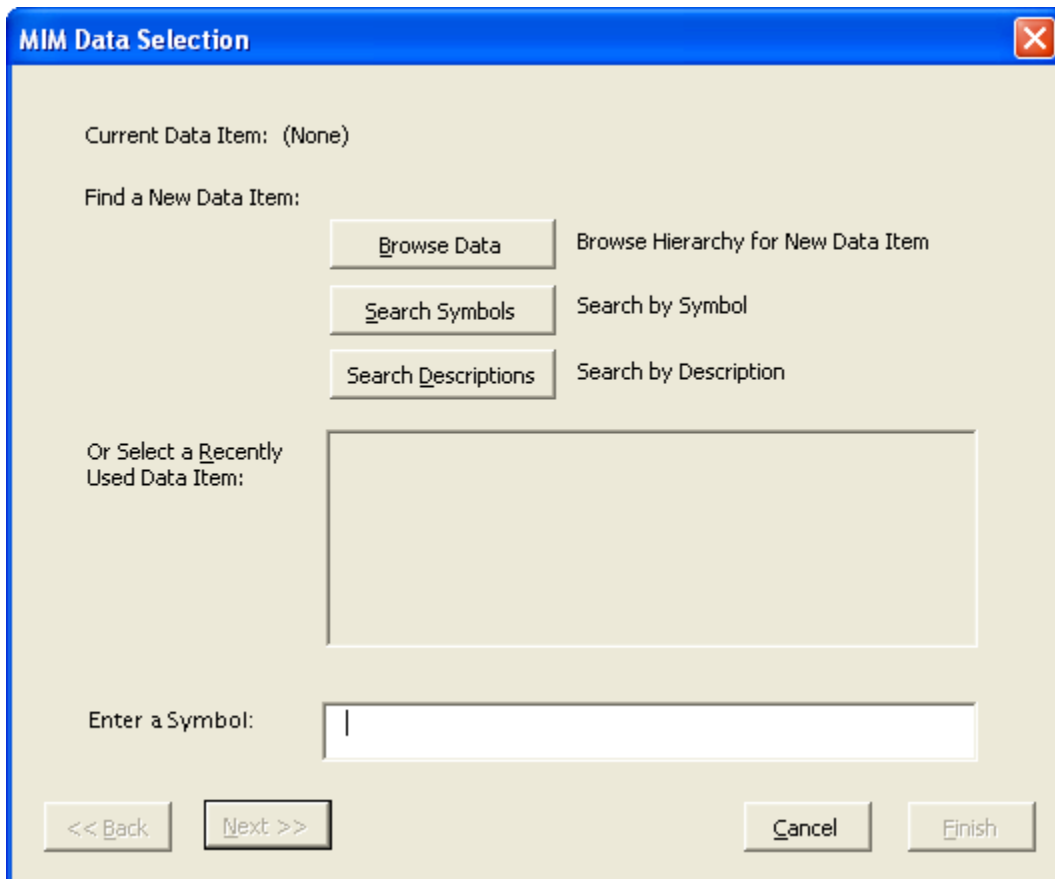 MIM Data Selection
Current Data Item: (None)
Find a New Data Item:
Browse Data Browse Hierarchy for New Data Item
Search Symbols Search by Symbol
Search Descriptions Search by Description
Or Select a Recently
Used Data Item:
Enter a Symbol:
<< Back Next >> Cancel Finish